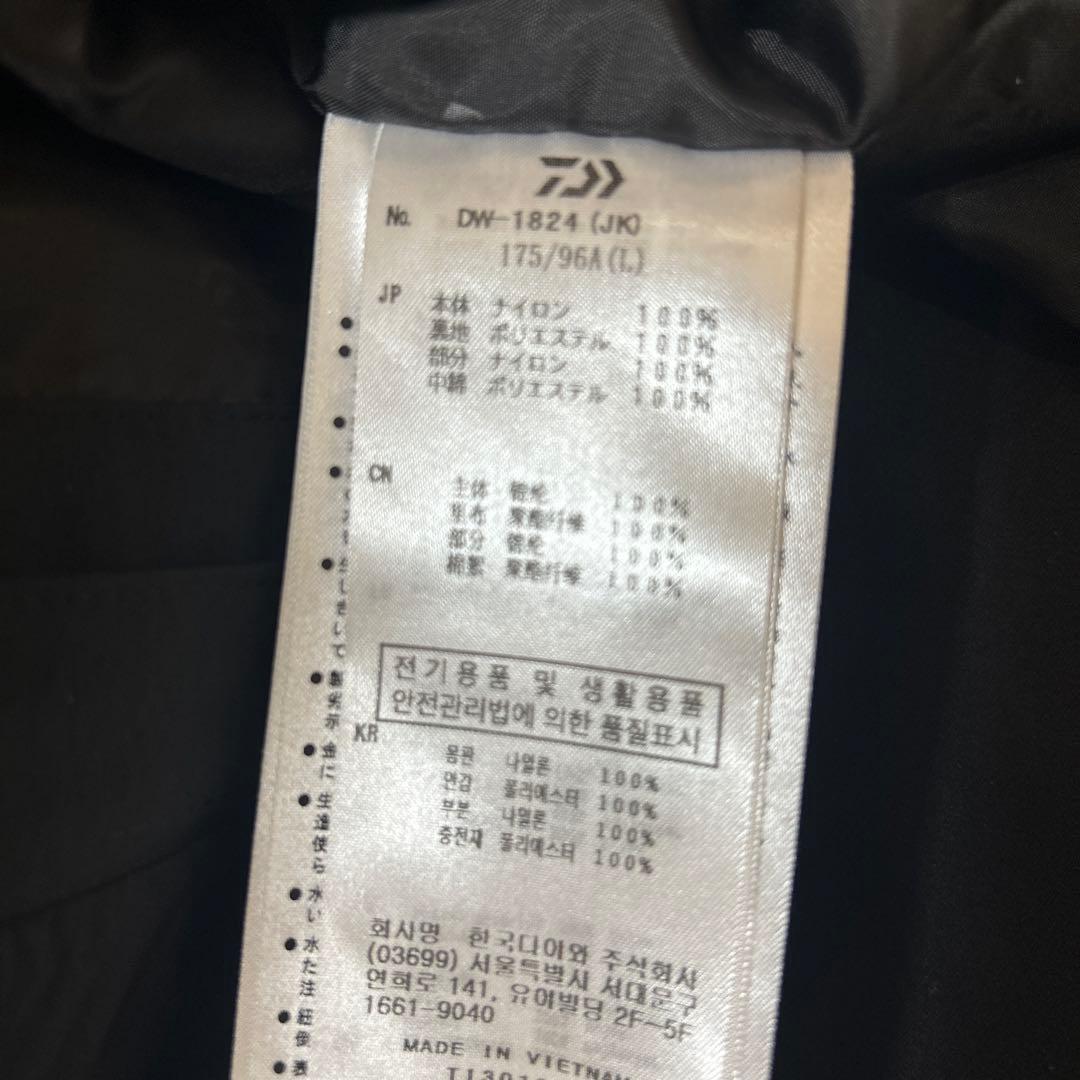 No. DW-1824 (JK)
175/96A(L)
JP 本体 ナイロン 100%
裏地 ポリエステル 100%
部分 ナイロン 100%
中綿 ポリエステル 100%
CN 主体 锦纶 100%
里布 聚酯纤维 100%
部分 锦纶 100%
絮 聚酯纤维 100%
전기용품 및 생활용품
안전관리법에 의한 품질표시
KR 몸판 나일론 100%
안감 폴리에스터 100%
부분 나일론 100%
충전재 폴리에스터 100%
회사명 한국다이와 주식회사
(03699) 서울특별시 서대문구
연희로 141, 유여빌딩 2F~5F
1661-9040
MADE IN VIETNAM